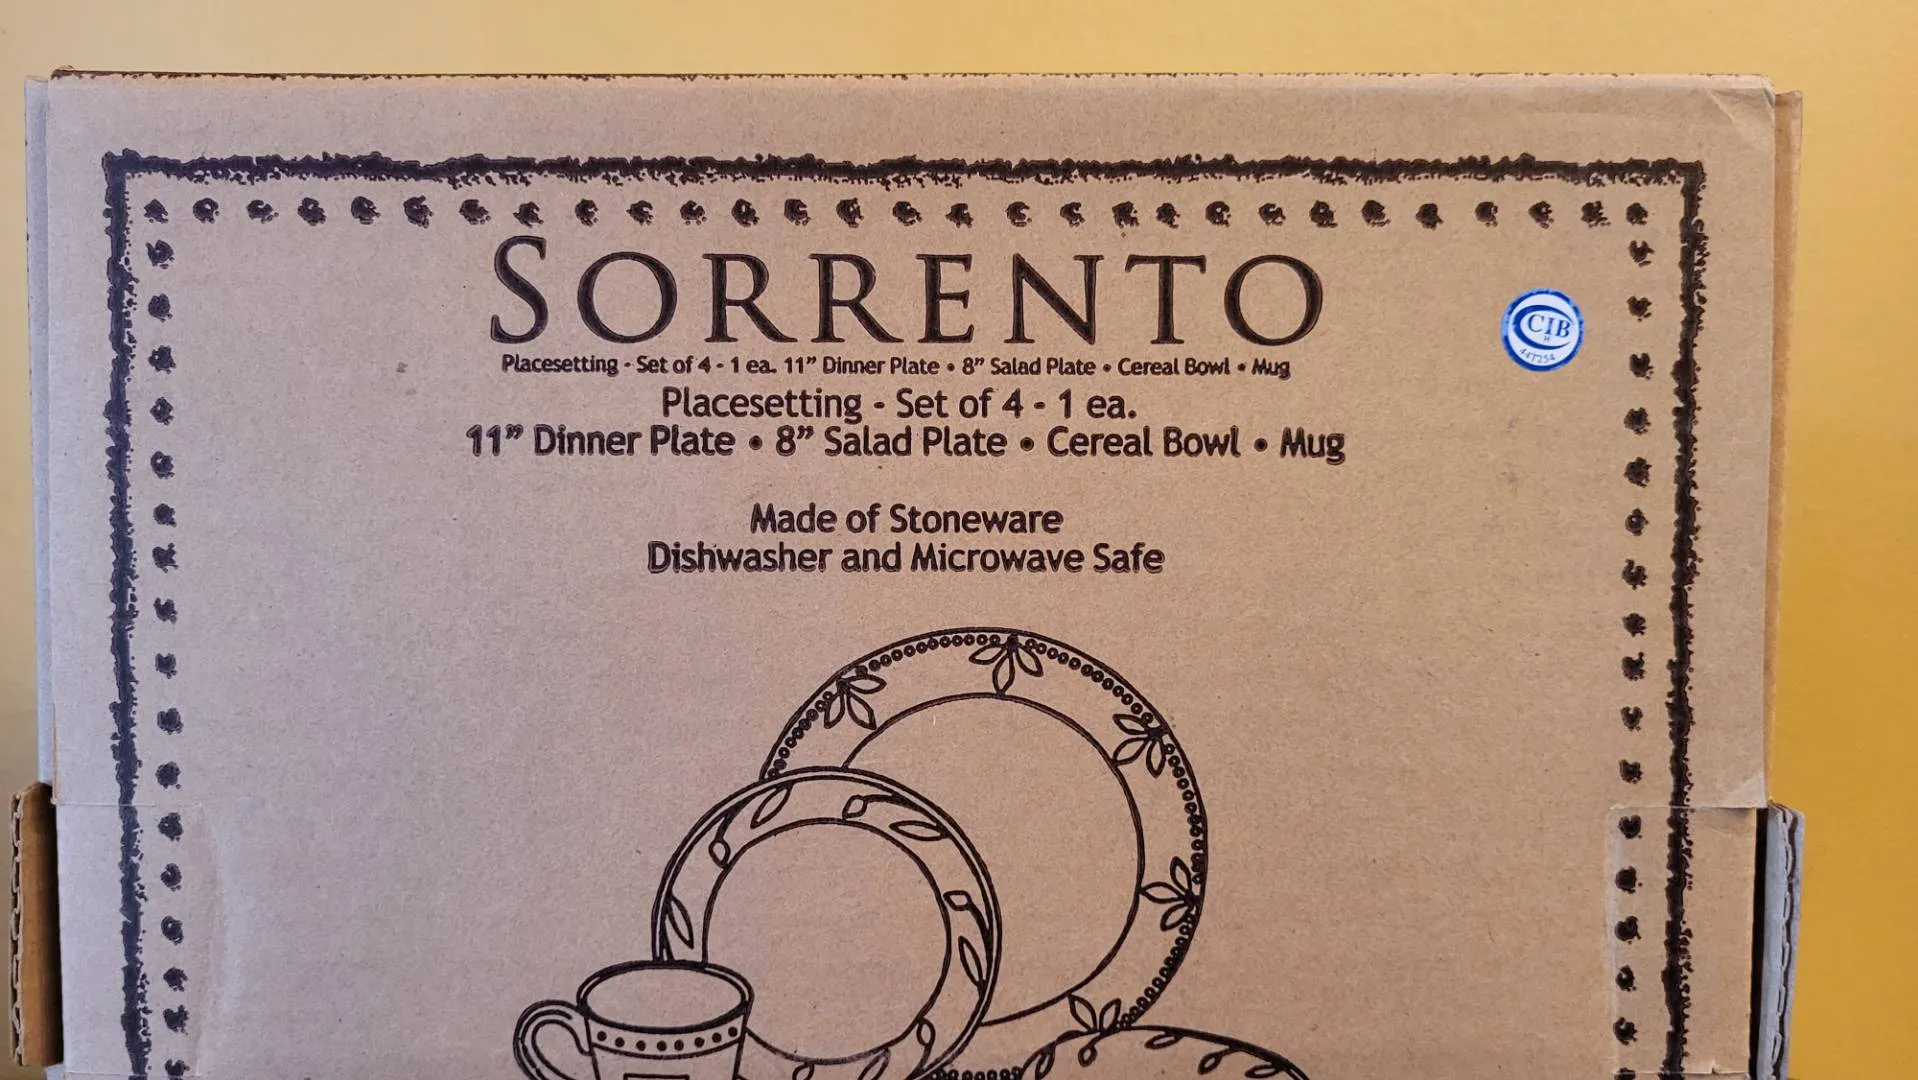 SORRENTO
Placesetting - Set of 4 - 1 ea. 11” Dinner Plate • 8” Salad Plate • Cereal Bowl • Mug
Placesetting - Set of 4 - 1 ea.
11” Dinner Plate • 8” Salad Plate • Cereal Bowl • Mug
Made of Stoneware
Dishwasher and Microwave Safe
CIB
H
447254